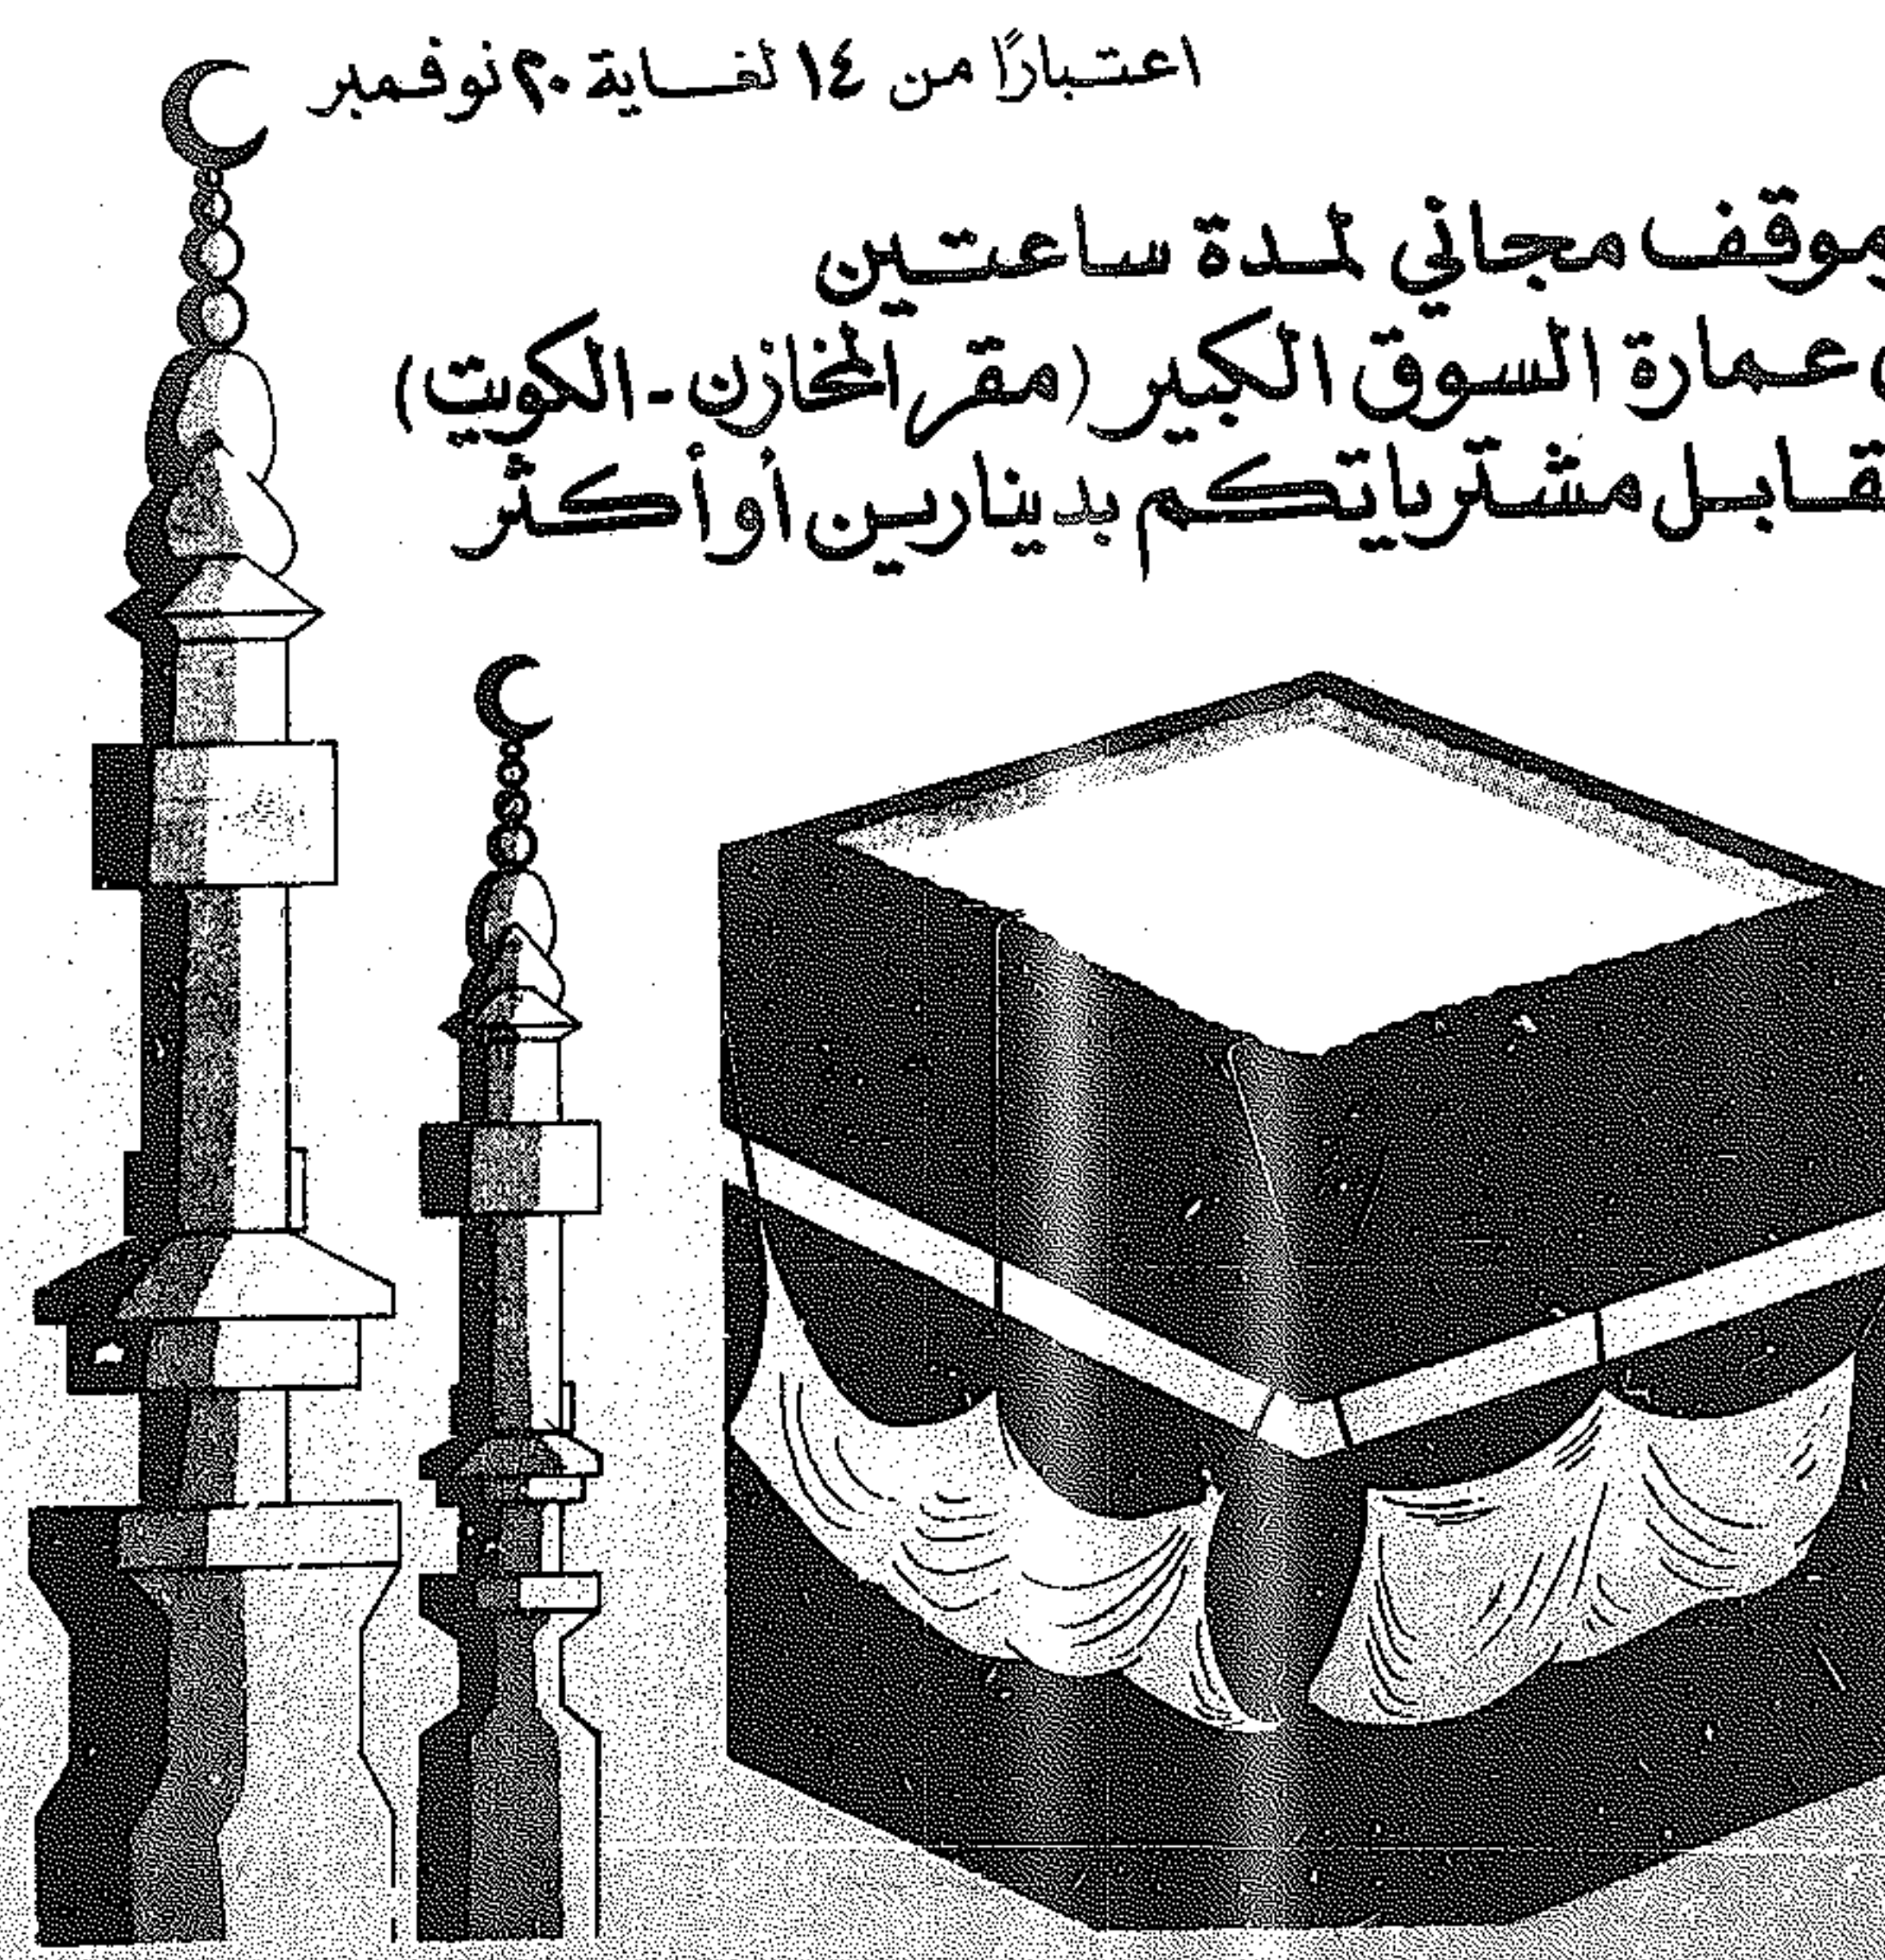 اعتبارًا من ١٤ لغاية ٢٠ نوفمبر
موقف مجاني لمدة ساعتين
عمارة السوق الكبير (مقر المخازن - الكويت)
مشترياتكم بدينارين أو أكثر